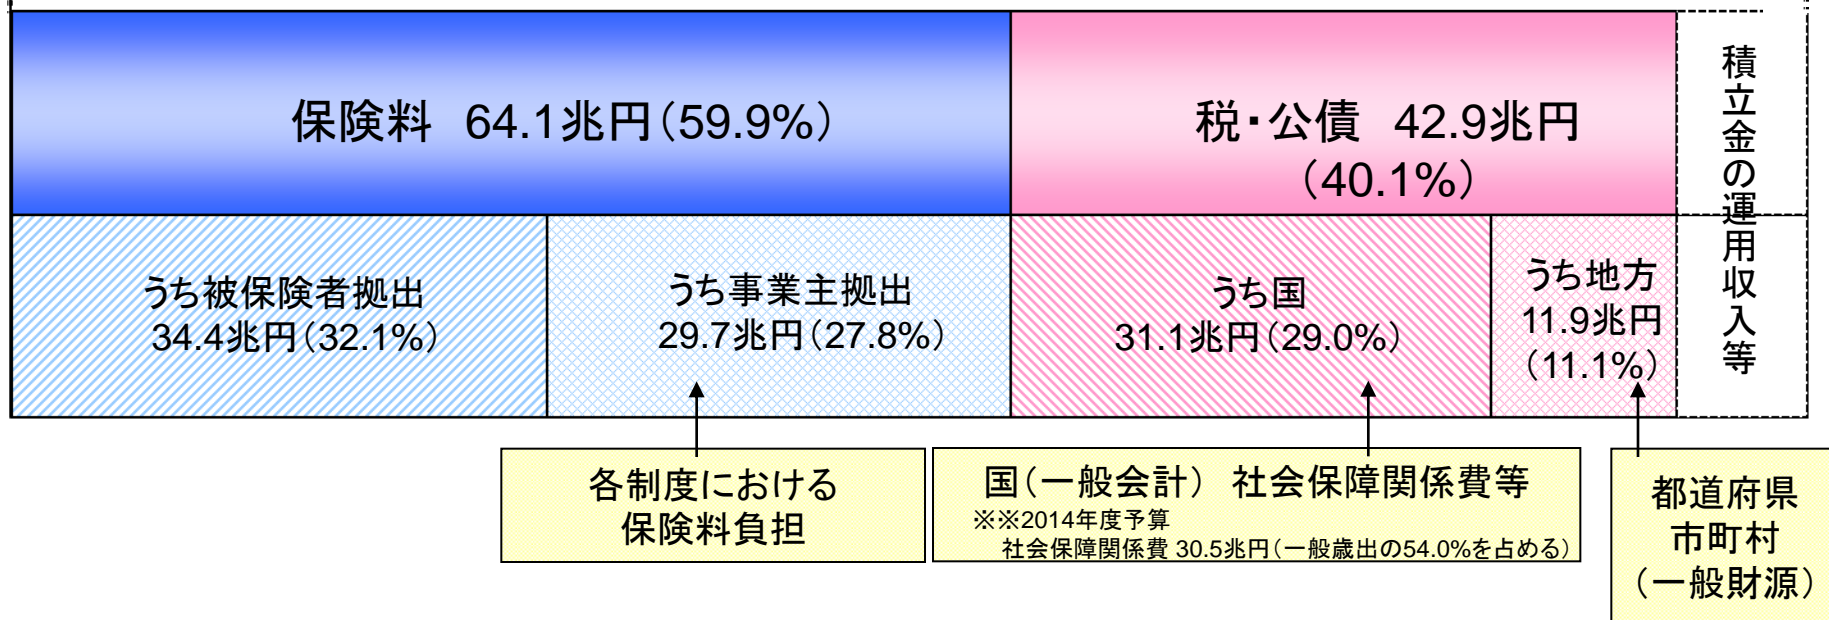 保険料 64.1兆円（59.9%）
税・公債 42.9兆円
（40.1%）
積立金の運用収入等
うち被保険者拠出
34.4兆円（32.1%）
うち事業主拠出
29.7兆円（27.8%）
うち国
31.1兆円（29.0%）
うち地方
11.9兆円
（11.1%）
各制度における
保険料負担
国（一般会計） 社会保障関係費等
※※2014年度予算
社会保障関係費 30.5兆円（一般歳出の54.0%を占める）
都道府県
市町村
（一般財源）